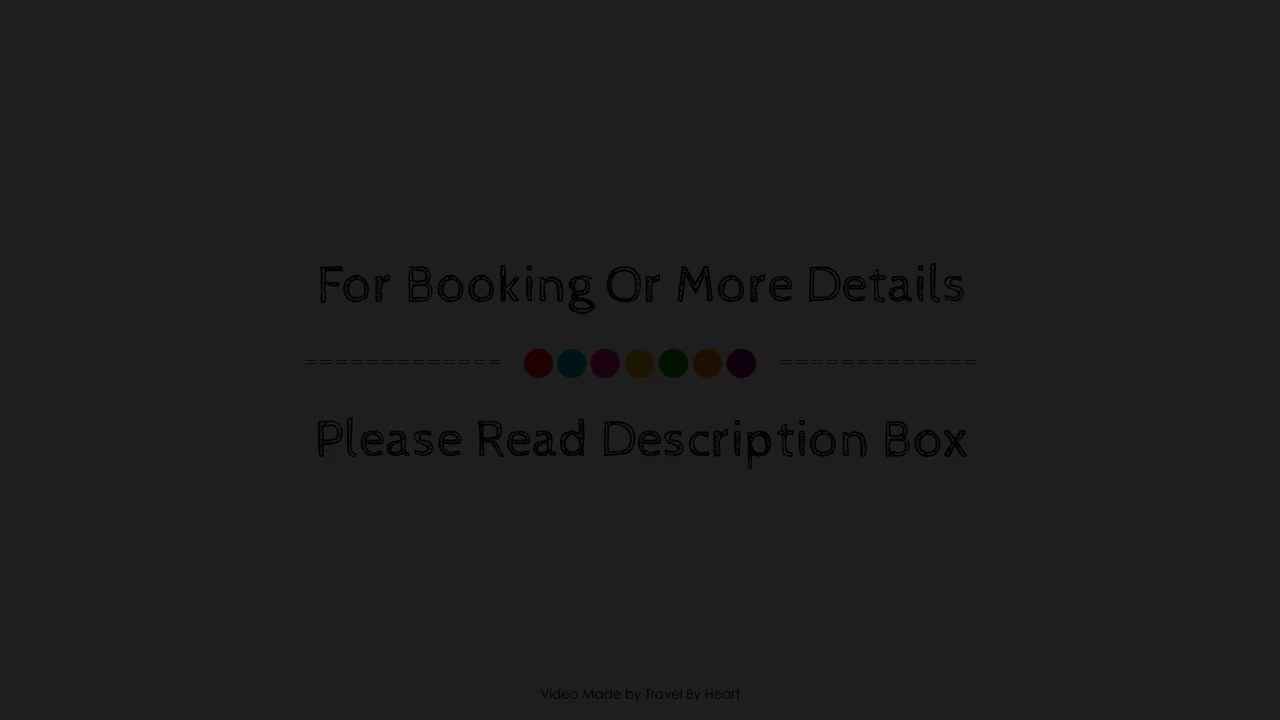 For Booking Or More Details
============= =============
Please Read Description Box
Video Made by Travel By Heart